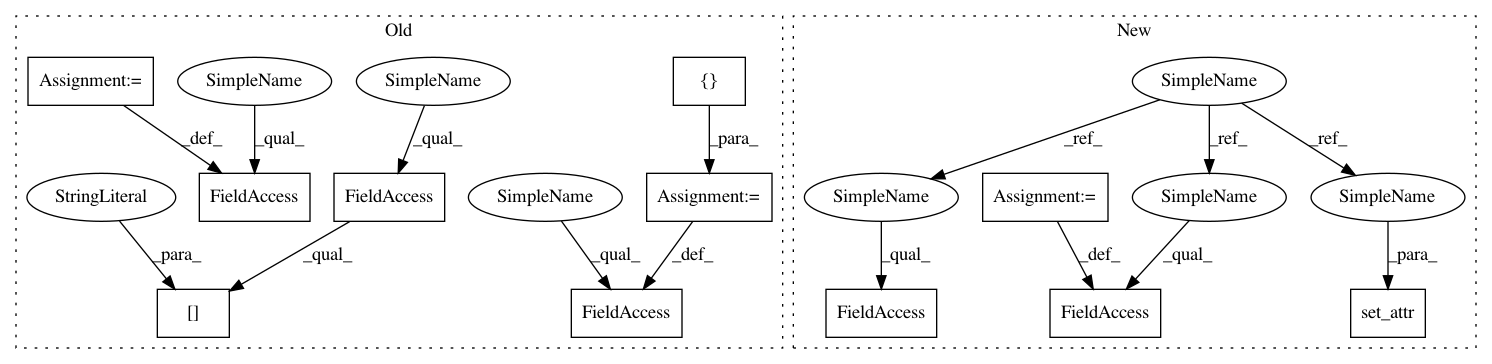 Old
New
Assignment:=
SimpleName
SimpleName
{}
SimpleName
_def_
_qual_
_qual_
_para_
_ref_
_ref_
_ref_
StringLiteral
FieldAccess
FieldAccess
SimpleName
Assignment:=
SimpleName
Assignment:=
SimpleName
SimpleName
_para_
_qual_
_qual_
_def_
_qual_
_def_
_qual_
_para_
[]
FieldAccess
FieldAccess
FieldAccess
set_attr